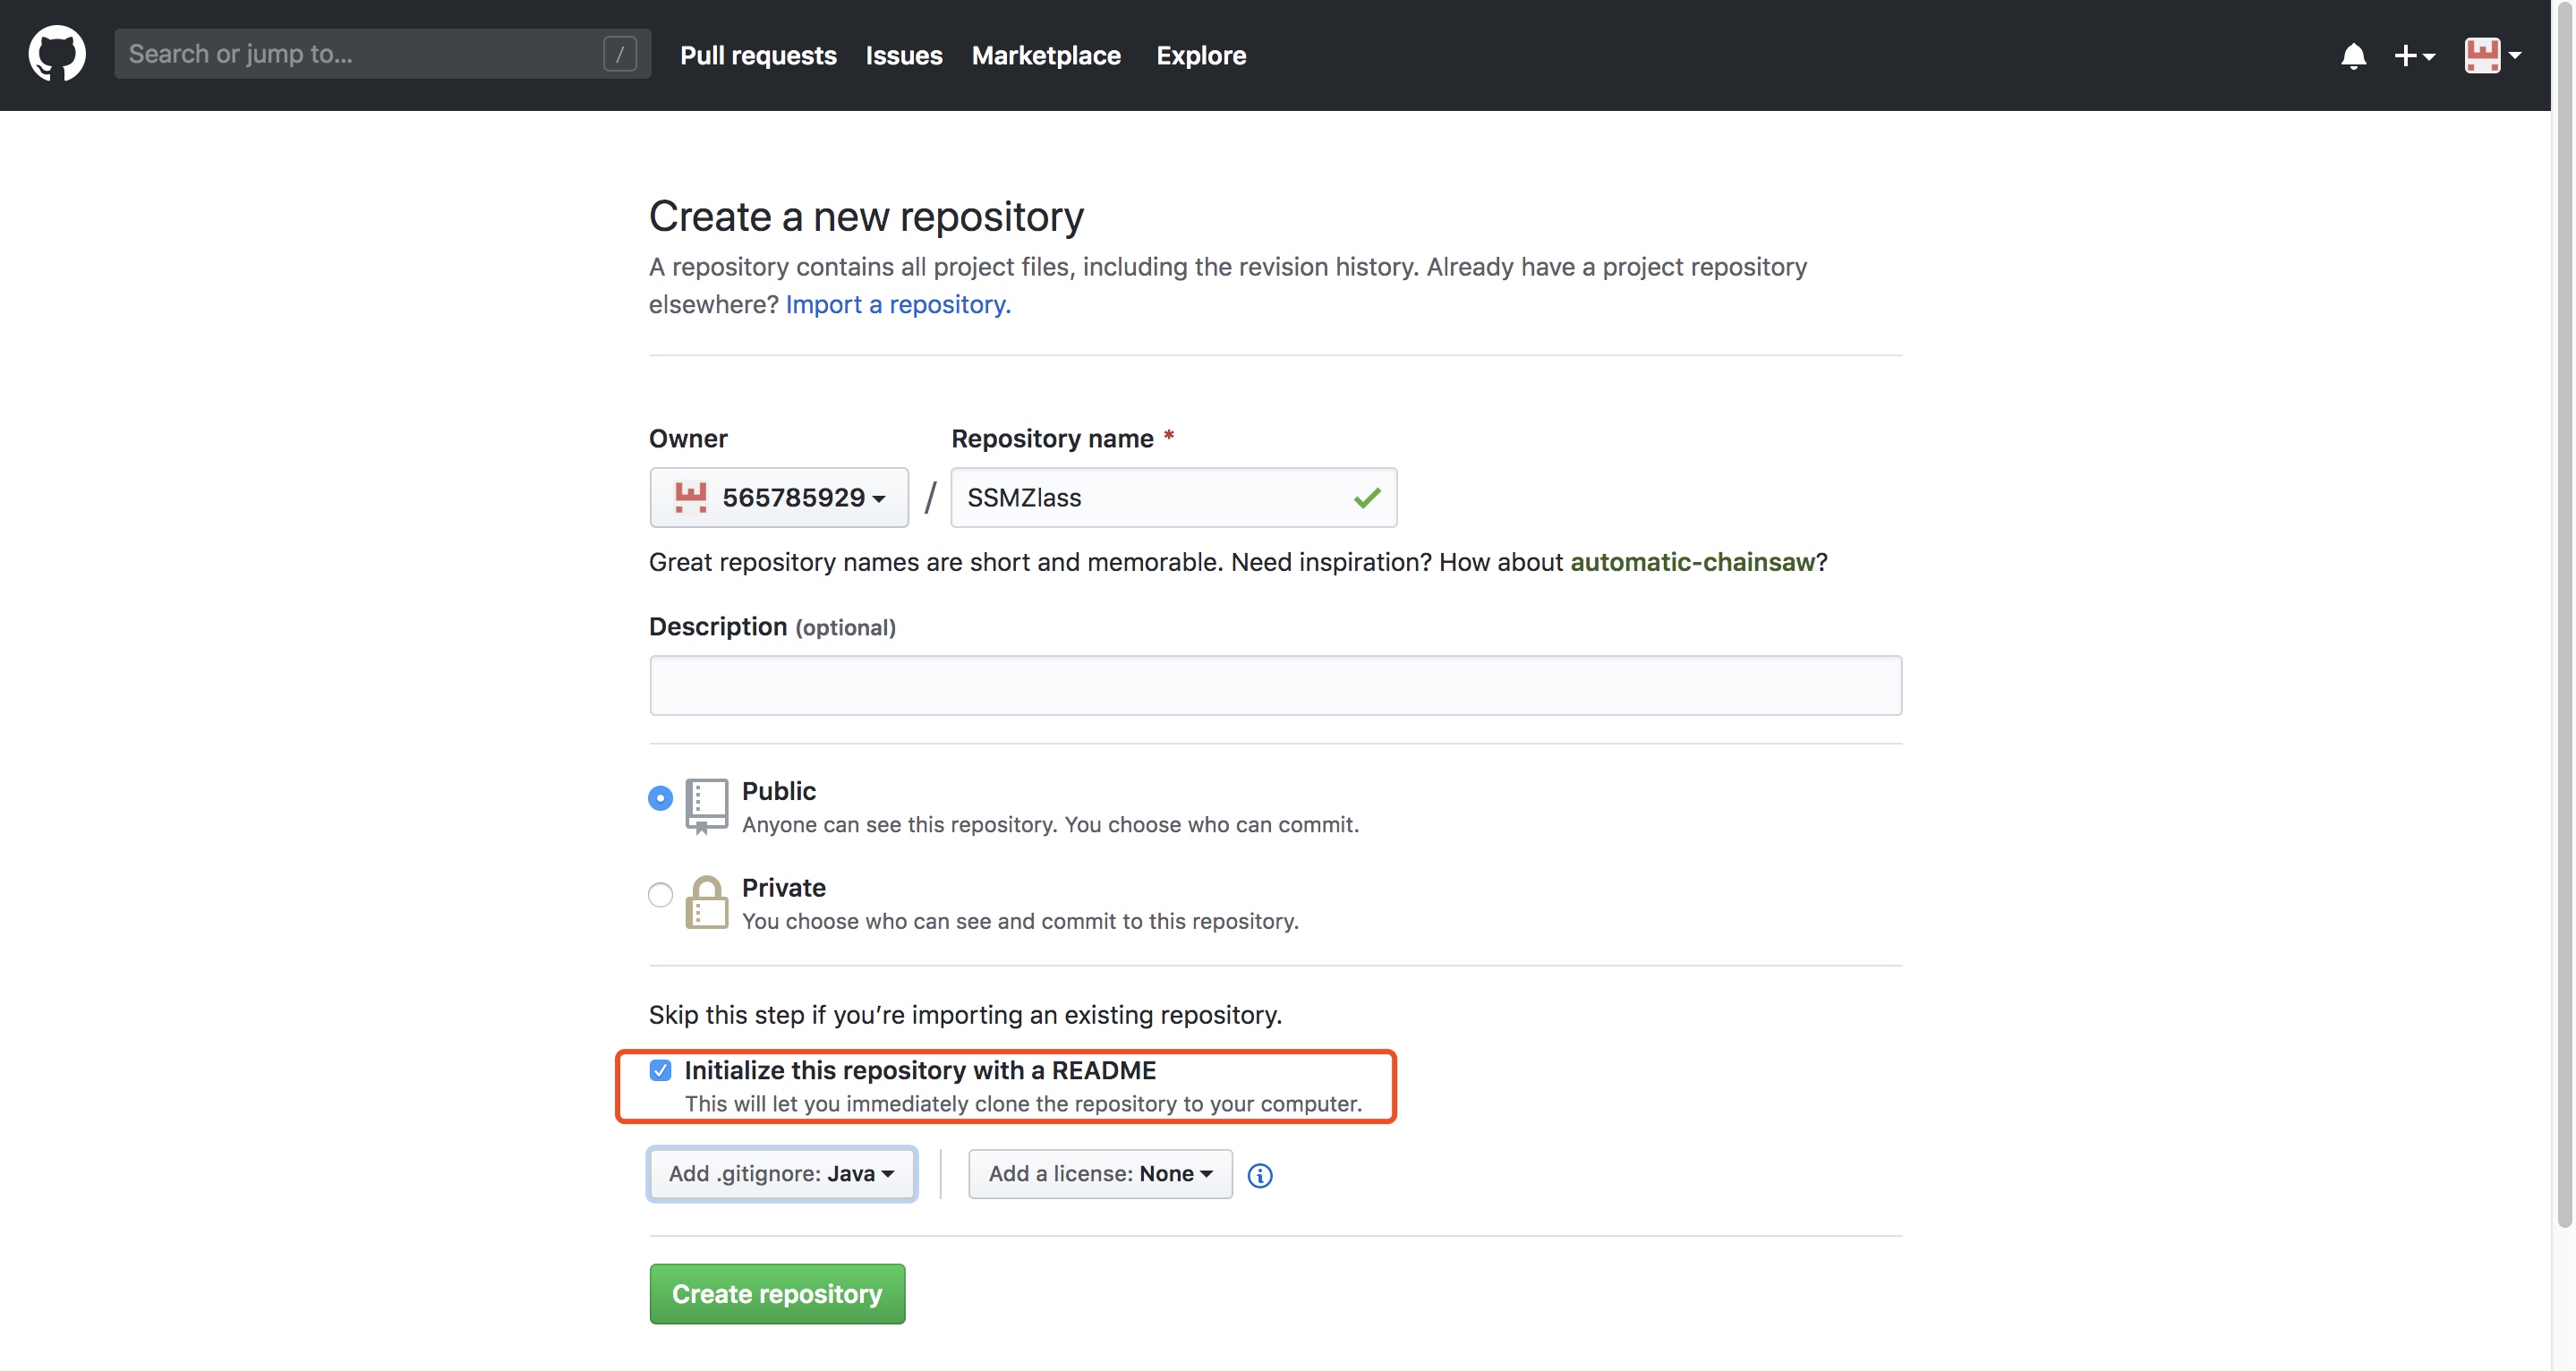 Search or jump to... /
Pull requests Issues Marketplace Explore
Create a new repository
A repository contains all project files, including the revision history. Already have a project repository
elsewhere? Import a repository.
Owner Repository name *
565785929 / SSMZlass
Great repository names are short and memorable. Need inspiration? How about automatic-chainsaw?
Description (optional)
Public
Anyone can see this repository. You choose who can commit.
Private
You choose who can see and commit to this repository.
Skip this step if you’re importing an existing repository.
Initialize this repository with a README
This will let you immediately clone the repository to your computer.
Add .gitignore: Java Add a license: None
Create repository